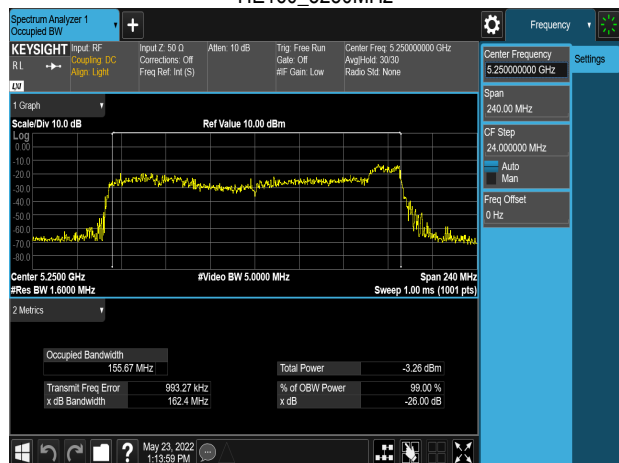 Spectrum Analyzer 1
Occupied BW
Frequency
KEYSIGHT
Input: RF
Coupling: DC
Align: Light
Input Z: 50 Ω
Corrections: Off
Freq Ref: Int (S)
Atten: 10 dB
Trig: Free Run
Gate: Off
#IF Gain: Low
Center Freq: 5.250000000 GHz
Avg|Hold: 30/30
Radio Std: None
RL
Center Frequency
5.250000000 GHz
Settings
Span
240.00 MHz
CF Step
24.000000 MHz
Auto
Man
Freq Offset
0 Hz
1 Graph
Scale/Div 10.0 dB
Ref Value 10.00 dBm
Log
0.00
-10.0
-20.0
-30.0
-40.0
-50.0
-60.0
-70.0
-80.0
Center 5.2500 GHz
#Video BW 5.0000 MHz
Span 240 MHz
#Res BW 1.6000 MHz
Sweep 1.00 ms (1001 pts)
2 Metrics
Occupied Bandwidth
155.67 MHz
Total Power -3.26 dBm
Transmit Freq Error 993.27 kHz
% of OBW Power 99.00 %
x dB Bandwidth 162.4 MHz
x dB -26.00 dB
May 23, 2022
1:13:59 PM